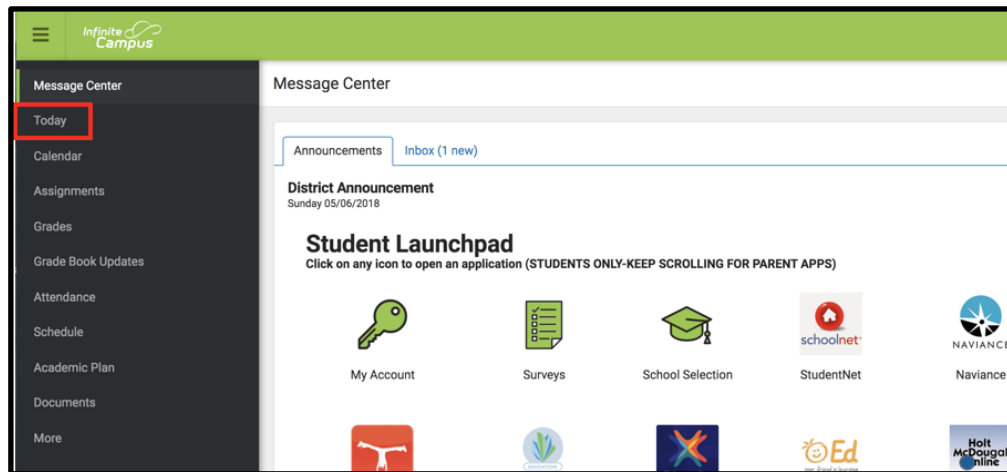 Infinite
Campus
Message Center
Today
Calendar
Assignments
Grades
Grade Book Updates
Attendance
Schedule
Academic Plan
Documents
More
Message Center
Announcements
Inbox (1 new)
District Announcement
Sunday 05/06/2018
Student Launchpad
Click on any icon to open an application (STUDENTS ONLY-KEEP SCROLLING FOR PARENT APPS)
schoolnet
NAVIANCE
My Account
Surveys
School Selection
StudentNet
Naviance
EDUCATION
Ed
Holt
McDougal
Online